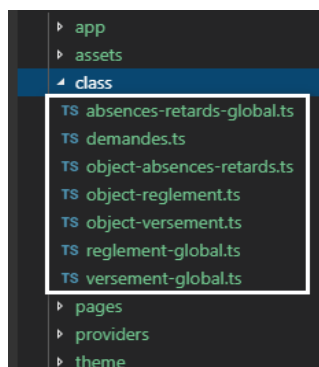 app
assets
class
TS absences-retards-global.ts
TS demandes.ts
TS object-absences-retards.ts
TS object-reglement.ts
TS object-versement.ts
TS reglement-global.ts
TS versement-global.ts
pages
providers
theme